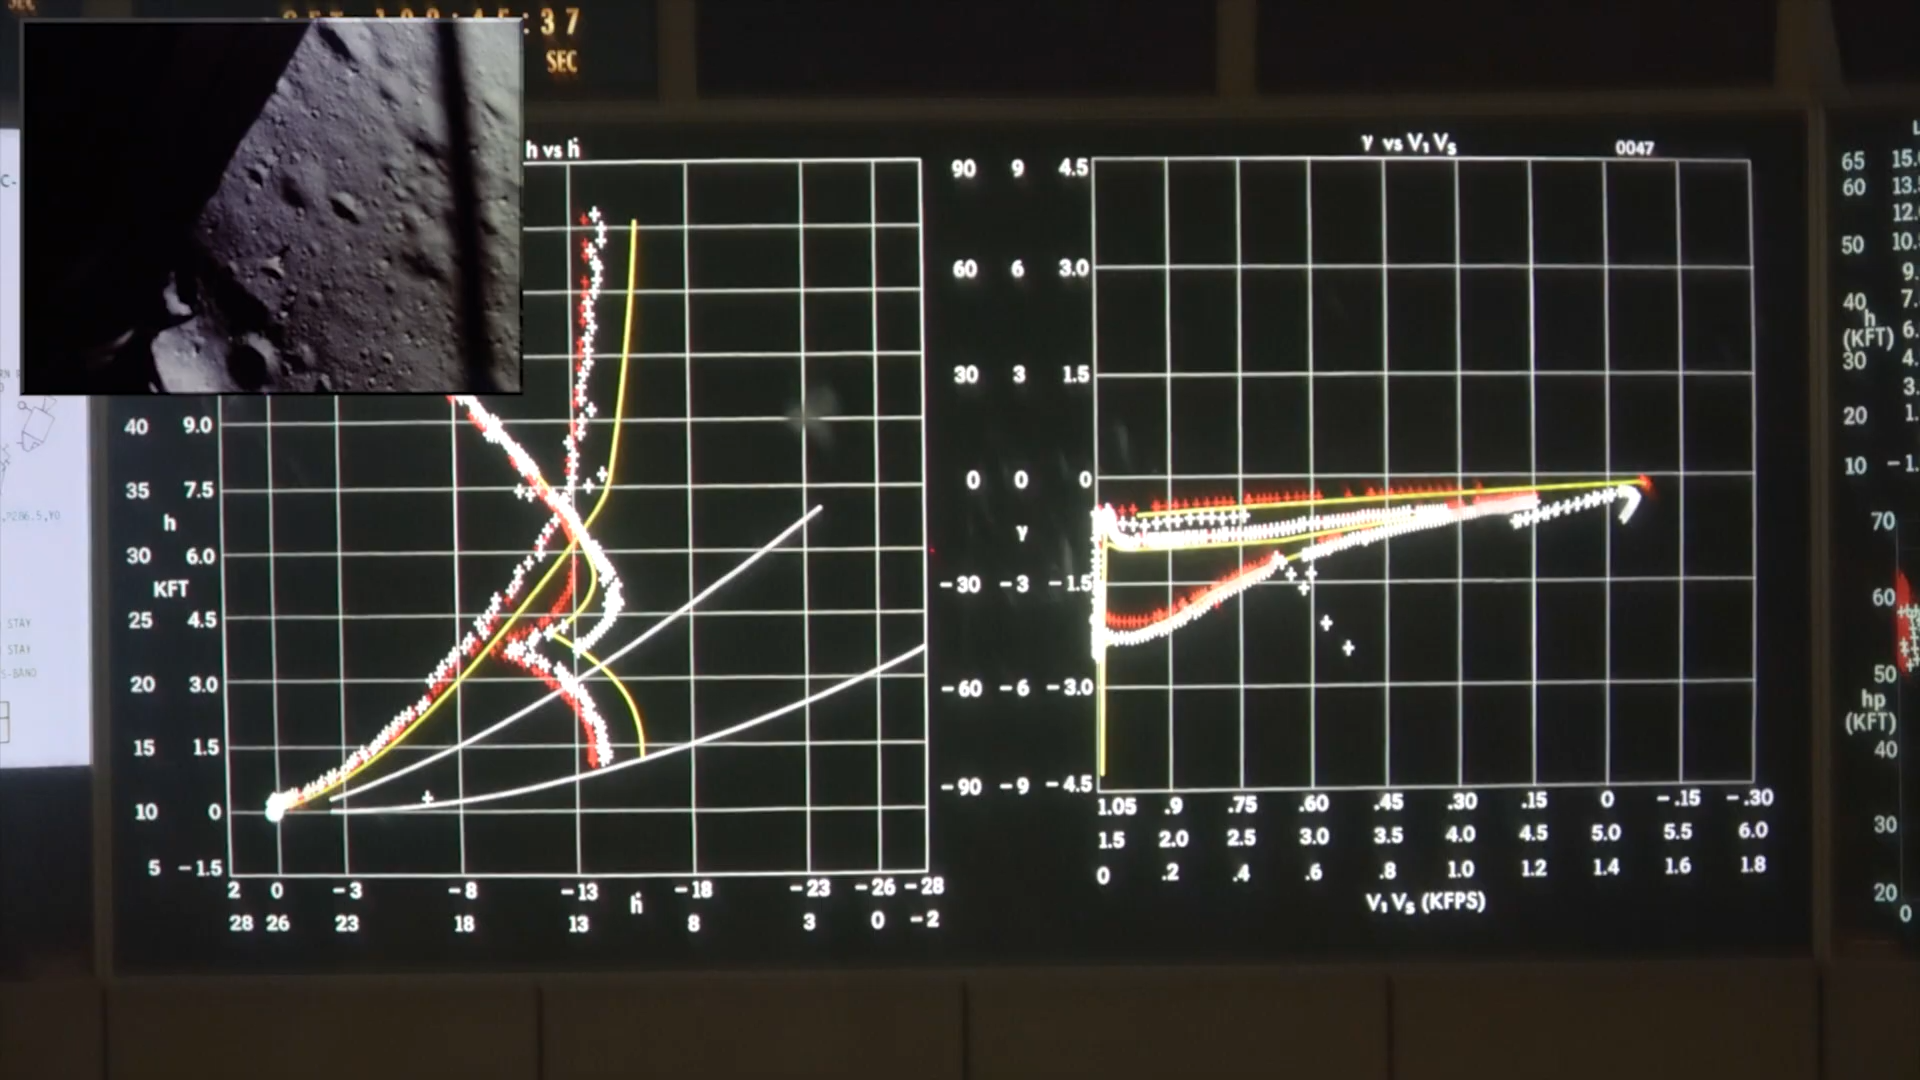 :37
SEC
h vs ḣ
γ vs V₁ Vₛ
0047
90 9 4.5
60 6 3.0
30 3 1.5
0 0 0
γ
-30 -3 -1.5
-60 -6 -3.0
-90 -9 -4.5
40 9.0
35 7.5
h
30 6.0
KFT
25 4.5
20 3.0
15 1.5
10 0
5 -1.5
2 0 -3 -8 -13 -18 -23 -26 -28
ḣ
28 26 23 18 13 8 3 0 -2
1.05 .9 .75 .60 .45 .30 .15 0 -.15 -.30
1.5 2.0 2.5 3.0 3.5 4.0 4.5 5.0 5.5 6.0
0 .2 .4 .6 .8 1.0 1.2 1.4 1.6 1.8
V₁ Vₛ (KFPS)
65
60
50
40
h
(KFT)
30
20
10 -1.
70
60
50
hp
(KFT)
40
30
20
0
STAY
STAY
S-BAND